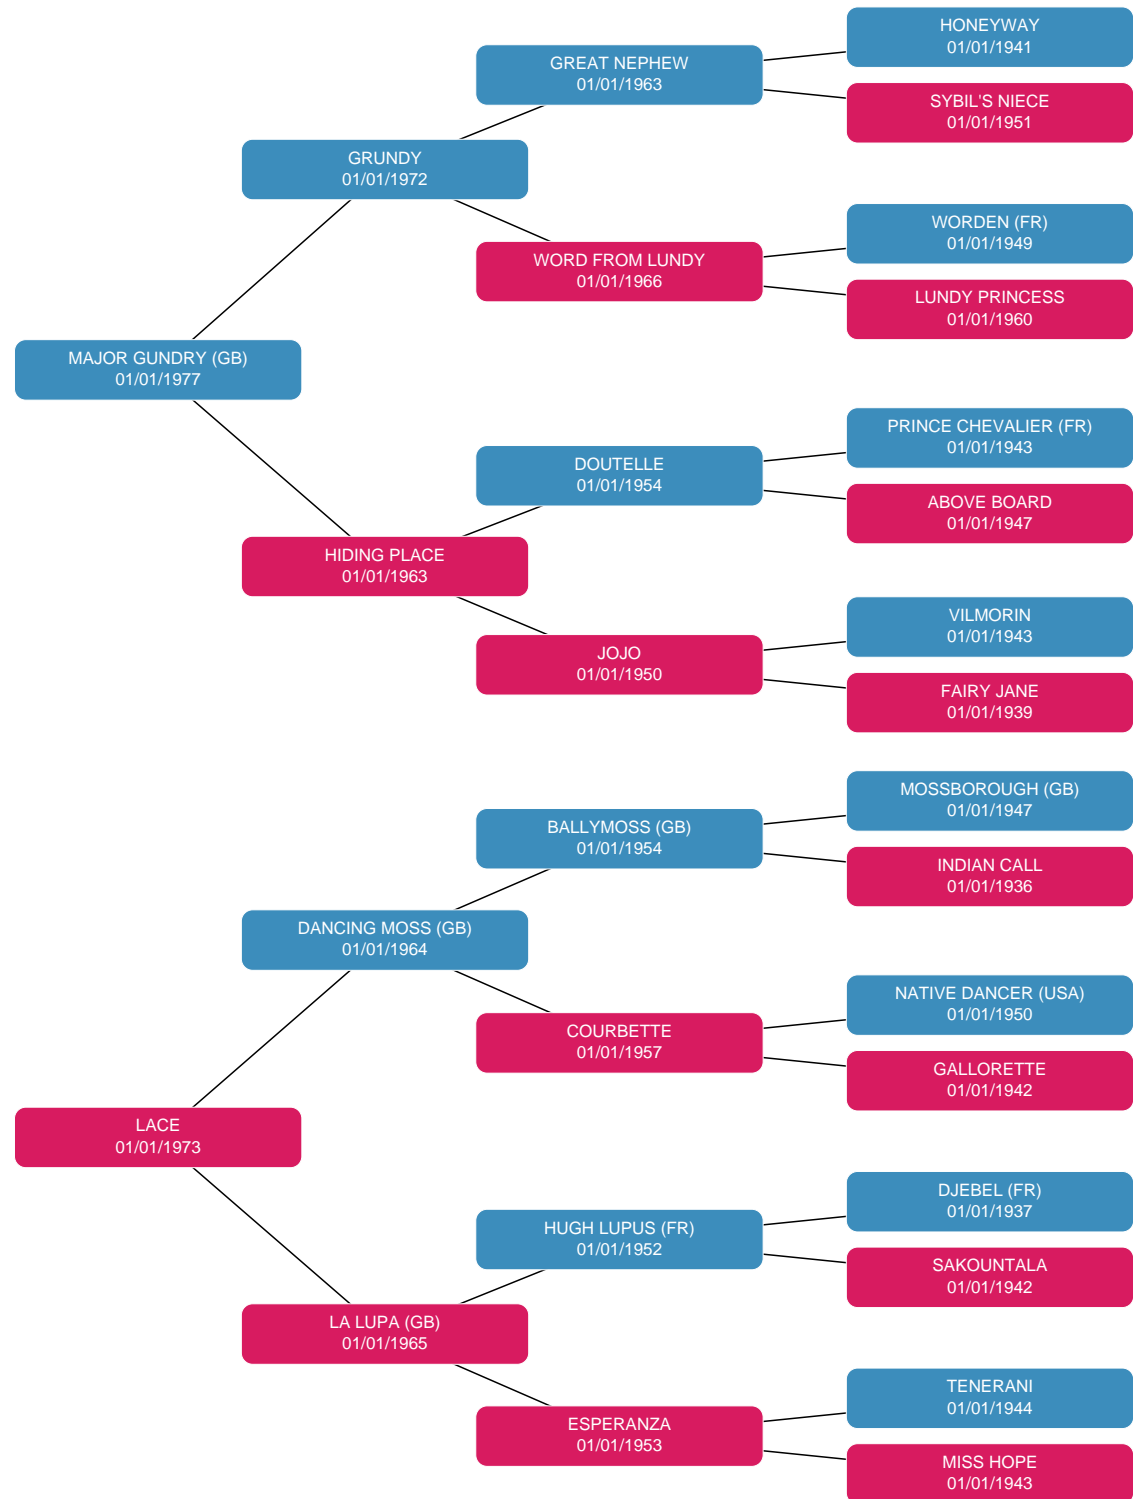 HONEYWAY
01/01/1941
GREAT NEPHEW
01/01/1963
SYBIL'S NIECE
01/01/1951
GRUNDY
01/01/1972
WORDEN (FR)
01/01/1949
WORD FROM LUNDY
01/01/1966
LUNDY PRINCESS
01/01/1960
MAJOR GUNDRY (GB)
01/01/1977
PRINCE CHEVALIER (FR)
01/01/1943
DOUTELLE
01/01/1954
ABOVE BOARD
01/01/1947
HIDING PLACE
01/01/1963
VILMORIN
01/01/1943
JOJO
01/01/1950
FAIRY JANE
01/01/1939
MOSSBOROUGH (GB)
01/01/1947
BALLYMOSS (GB)
01/01/1954
INDIAN CALL
01/01/1936
DANCING MOSS (GB)
01/01/1964
NATIVE DANCER (USA)
01/01/1950
COURBETTE
01/01/1957
GALLORETTE
01/01/1942
LACE
01/01/1973
DJEBEL (FR)
01/01/1937
HUGH LUPUS (FR)
01/01/1952
SAKOUNTALA
01/01/1942
LA LUPA (GB)
01/01/1965
TENERANI
01/01/1944
ESPERANZA
01/01/1953
MISS HOPE
01/01/1943